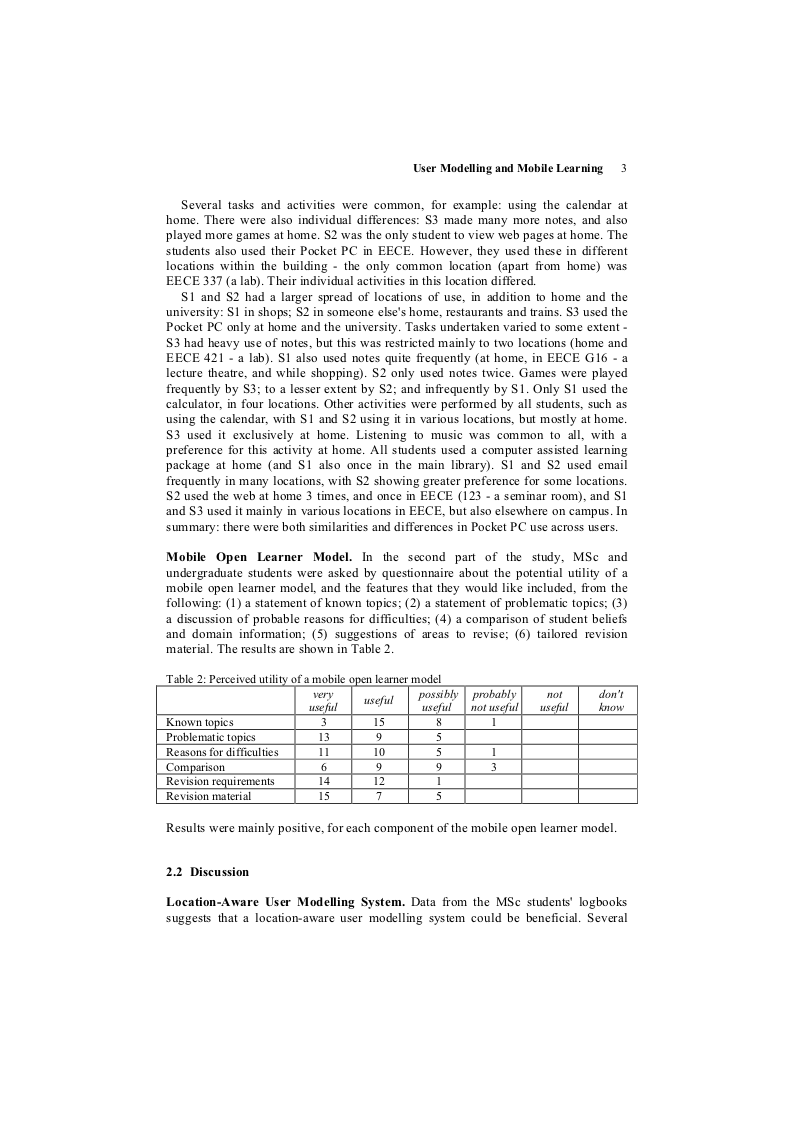 User Modelling and Mobile Learning 3
Several tasks and activities were common, for example: using the calendar at
home. There were also individual differences: S3 made many more notes, and also
played more games at home. S2 was the only student to view web pages at home. The
students also used their Pocket PC in EECE. However, they used these in different
locations within the building - the only common location (apart from home) was
EECE 337 (a lab). Their individual activities in this location differed.
S1 and S2 had a larger spread of locations of use, in addition to home and the
university: S1 in shops; S2 in someone else's home, restaurants and trains. S3 used the
Pocket PC only at home and the university. Tasks undertaken varied to some extent -
S3 had heavy use of notes, but this was restricted mainly to two locations (home and
EECE 421 - a lab). S1 also used notes quite frequently (at home, in EECE G16 - a
lecture theatre, and while shopping). S2 only used notes twice. Games were played
frequently by S3; to a lesser extent by S2; and infrequently by S1. Only S1 used the
calculator, in four locations. Other activities were performed by all students, such as
using the calendar, with S1 and S2 using it in various locations, but mostly at home.
S3 used it exclusively at home. Listening to music was common to all, with a
preference for this activity at home. All students used a computer assisted learning
package at home (and S1 also once in the main library). S1 and S2 used email
frequently in many locations, with S2 showing greater preference for some locations.
S2 used the web at home 3 times, and once in EECE (123 - a seminar room), and S1
and S3 used it mainly in various locations in EECE, but also elsewhere on campus. In
summary: there were both similarities and differences in Pocket PC use across users.
Mobile Open Learner Model. In the second part of the study, MSc and
undergraduate students were asked by questionnaire about the potential utility of a
mobile open learner model, and the features that they would like included, from the
following: (1) a statement of known topics; (2) a statement of problematic topics; (3)
a discussion of probable reasons for difficulties; (4) a comparison of student beliefs
and domain information; (5) suggestions of areas to revise; (6) tailored revision
material. The results are shown in Table 2.
Table 2: Perceived utility of a mobile open learner model
very useful useful possibly useful probably not useful not useful don't know
Known topics 3 15 8 1
Problematic topics 13 9 5
Reasons for difficulties 11 10 5 1
Comparison 6 9 9 3
Revision requirements 14 12 1
Revision material 15 7 5
Results were mainly positive, for each component of the mobile open learner model.
2.2 Discussion
Location-Aware User Modelling System. Data from the MSc students' logbooks
suggests that a location-aware user modelling system could be beneficial. Several